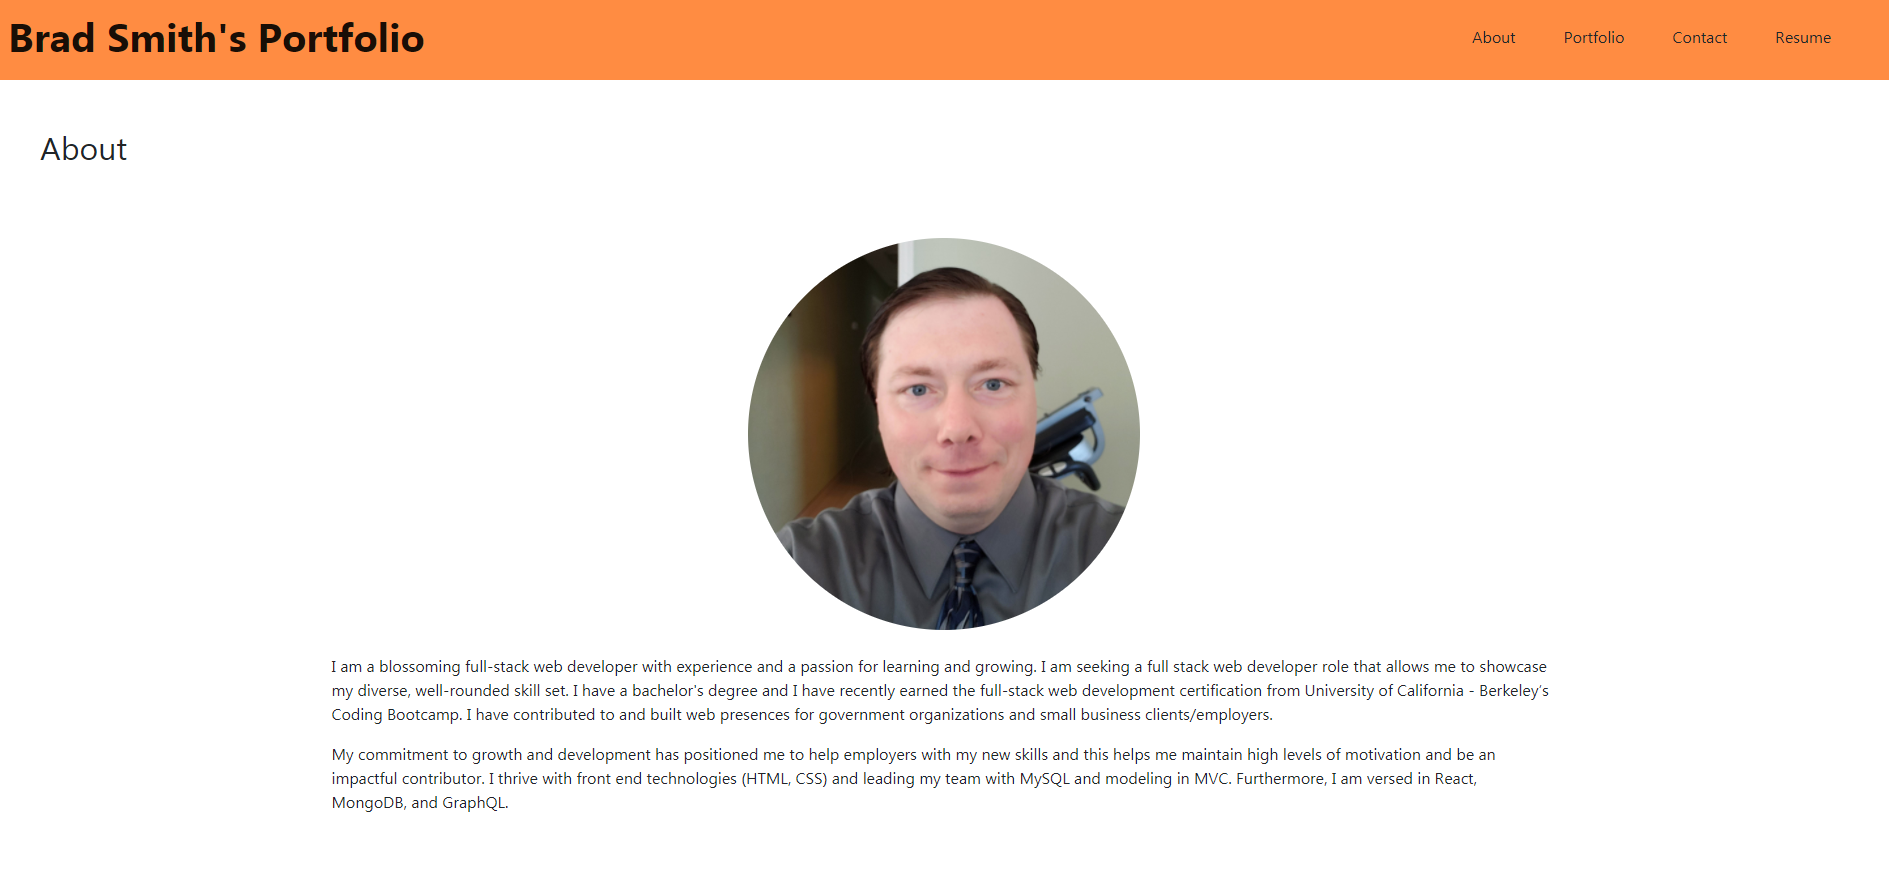 Brad Smith's Portfolio
About
Portfolio
Contact
Resume
About
I am a blossoming full-stack web developer with experience and a passion for learning and growing. I am seeking a full stack web developer role that allows me to showcase
my diverse, well-rounded skill set. I have a bachelor's degree and I have recently earned the full-stack web development certification from University of California - Berkeley’s
Coding Bootcamp. I have contributed to and built web presences for government organizations and small business clients/employers.
My commitment to growth and development has positioned me to help employers with my new skills and this helps me maintain high levels of motivation and be an
impactful contributor. I thrive with front end technologies (HTML, CSS) and leading my team with MySQL and modeling in MVC. Furthermore, I am versed in React,
MongoDB, and GraphQL.